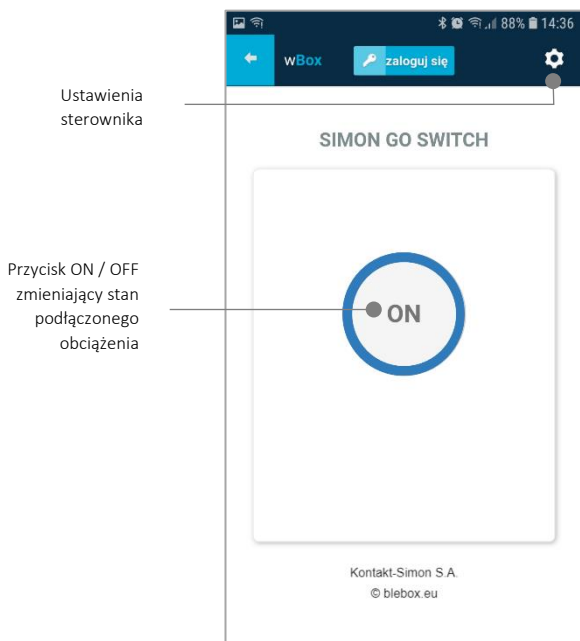 88% 14:36
wBox
zaloguj się
Ustawienia
sterownika
SIMON GO SWITCH
Przycisk ON / OFF
zmieniający stan
podłączonego
obciążenia
ON
Kontakt-Simon S.A.
© blebox.eu